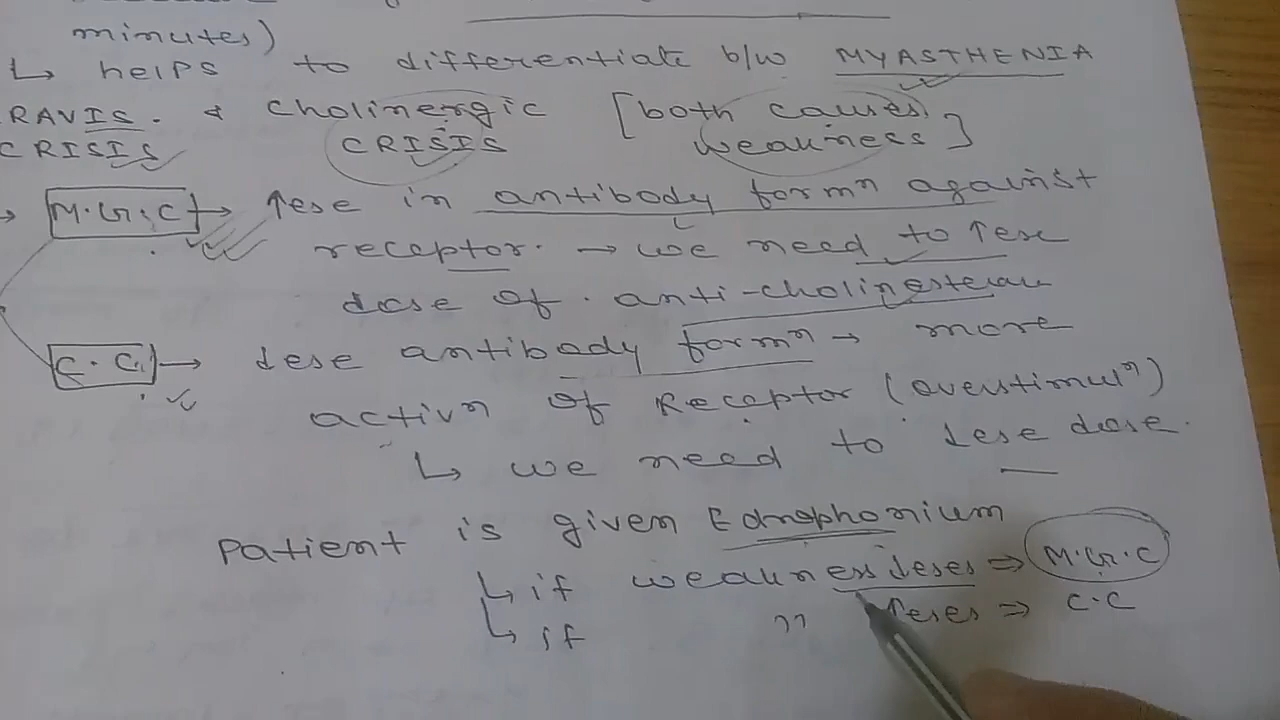 minutes)
↳ helps to differentiate b/w MYASTHENIA
RAVIS. & cholinergic [both causes
CRISIS CRISIS weakness]
→ M.G.C → ↑ese in antibody formⁿ against
receptor. → we need to ↑ese
dose of anti-cholinesterase
C.C → ↓ese antibody formⁿ → more
activⁿ of Receptor (overstimulⁿ)
↳ we need to ↓ese dose.
Patient is given Edrophonium
↳ if weakness ↓eses ⇒ M.G.C
↳ if " ↑eses ⇒ C.C